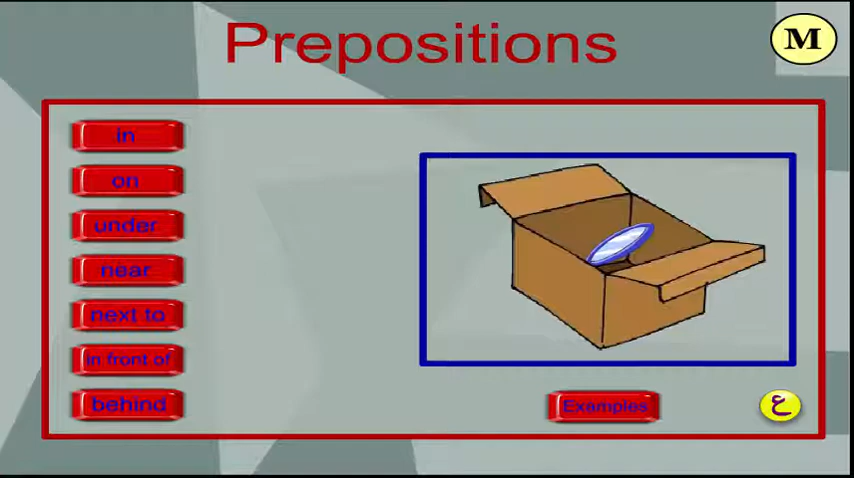 Prepositions
M
in
on
under
near
next to
in front of
behind
Examples
ع